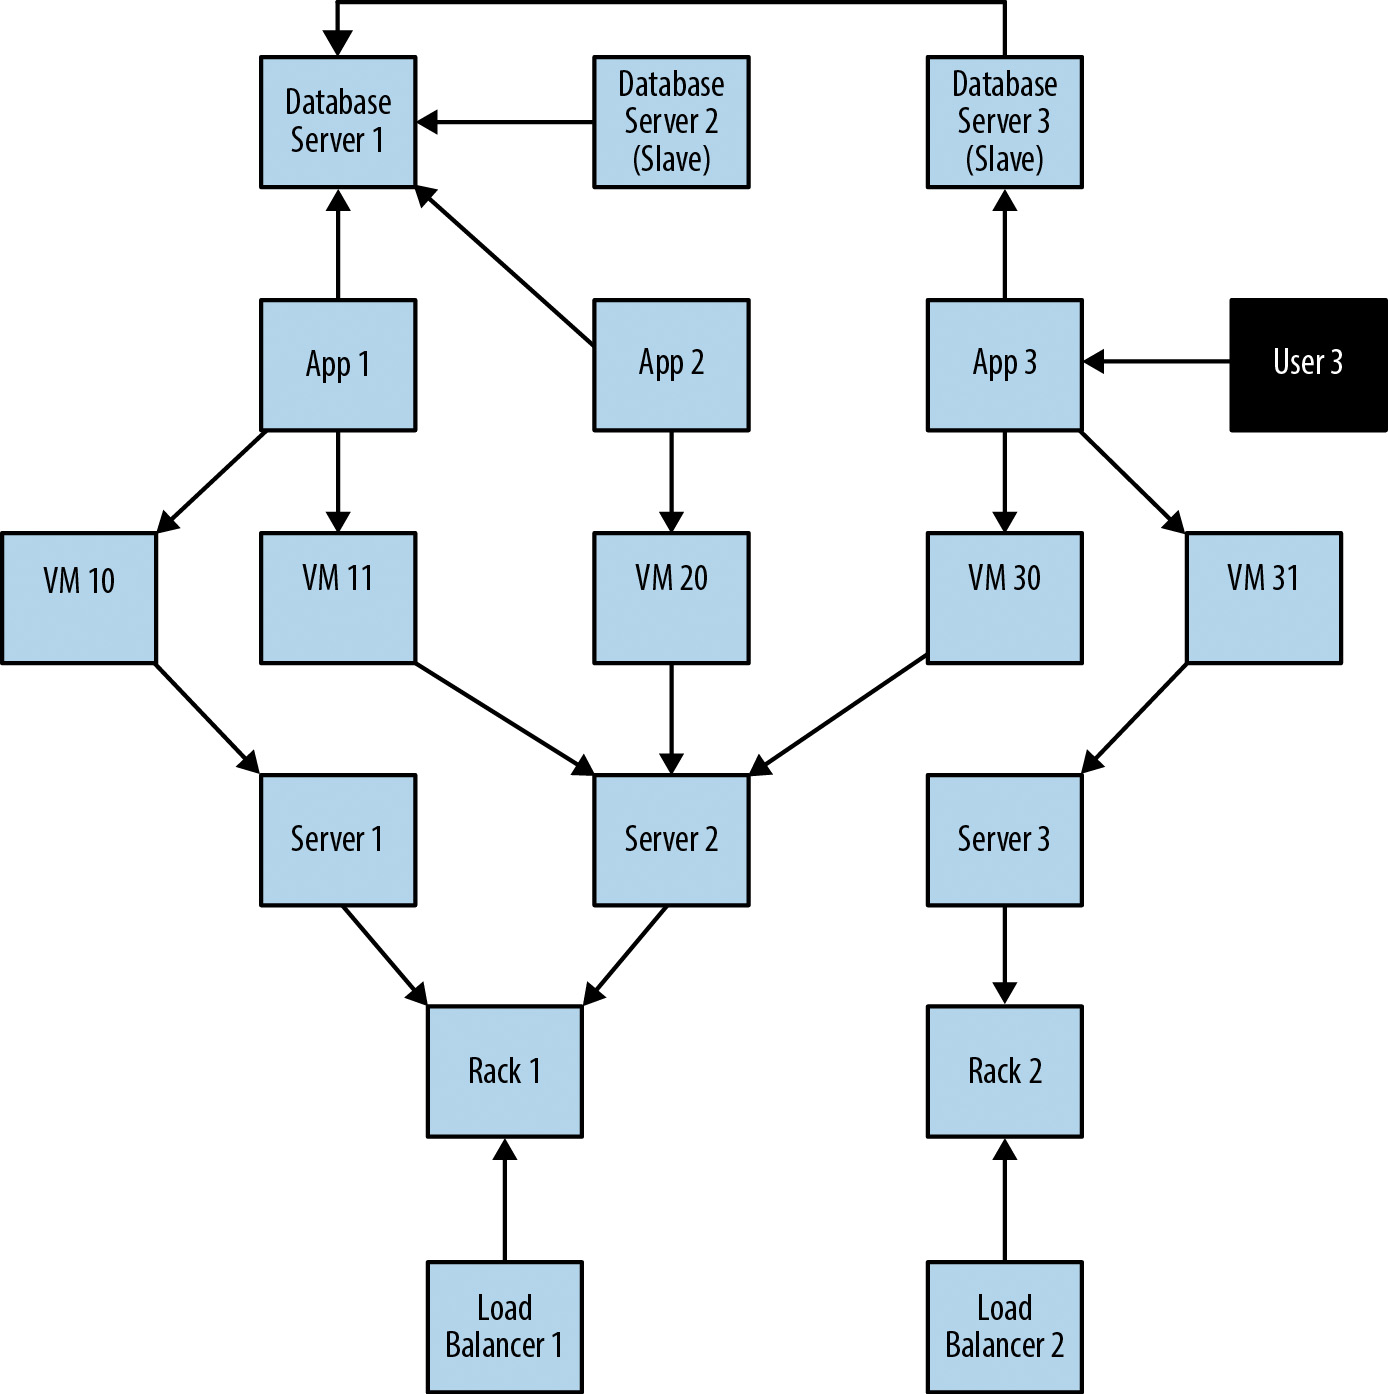 Database
Server 1
Database
Server 2
(Slave)
Database
Server 3
(Slave)
App 1
App 2
App 3
User 3
VM 10
VM 11
VM 20
VM 30
VM 31
Server 1
Server 2
Server 3
Rack 1
Rack 2
Load
Balancer 1
Load
Balancer 2